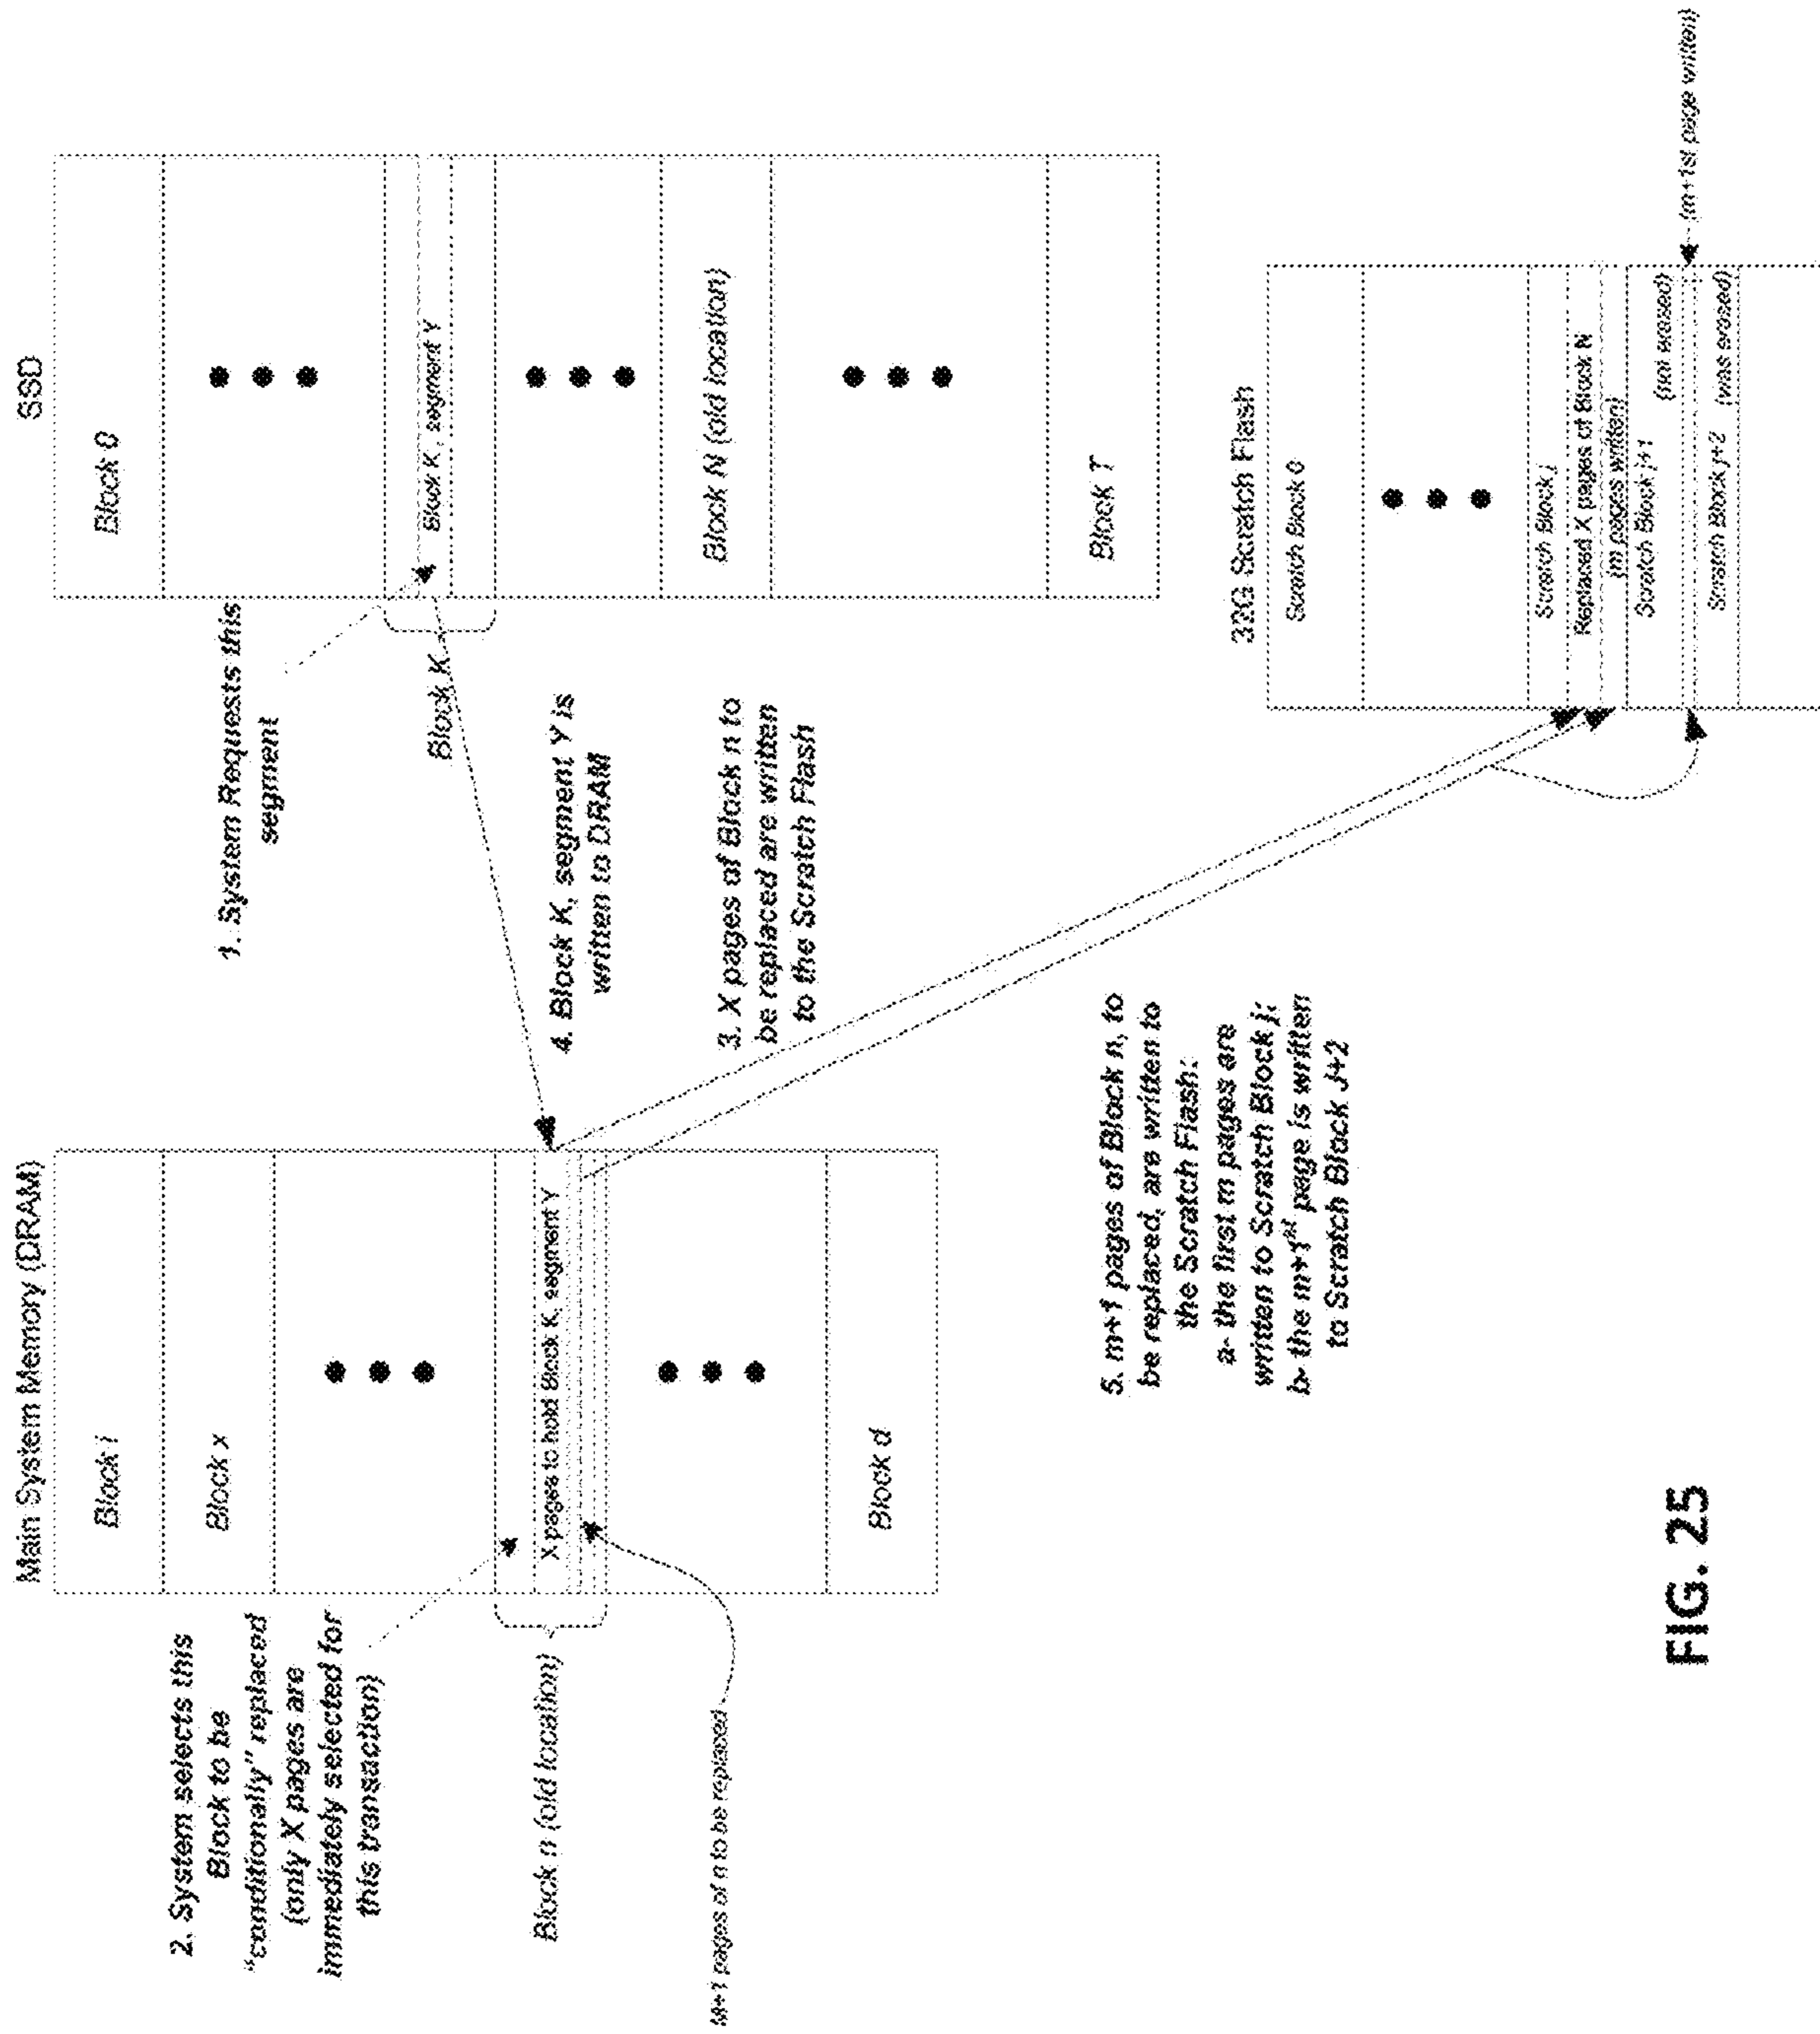 Main System Memory (DRAM)
Block i
Block x
X pages to hold Block K, segment Y
Block d
2. System selects this
Block to be
"conditionally" replaced
(only X pages are
immediately selected for
this transaction)
Block n (old location)
M+1 pages of n to be replaced
SSD
Block 0
Block K, segment Y
Block N (old location)
Block T
1. System Requests this
segment
Block K
4. Block K, segment Y is
written to DRAM
3. X pages of Block n to
be replaced are written
to the Scratch Flash
5. m+1 pages of Block n, to
be replaced, are written to
the Scratch Flash:
a- the first m pages are
written to Scratch Block j;
b- the m+1st page is written
to Scratch Block J+2
32G Scratch Flash
Scratch Block 0
Scratch Block j
Replaced X pages of Block N
(m pages written)
Scratch Block j+1 (not erased)
Scratch Block j+2 (was erased)
(m+1st page written)
FIG. 25